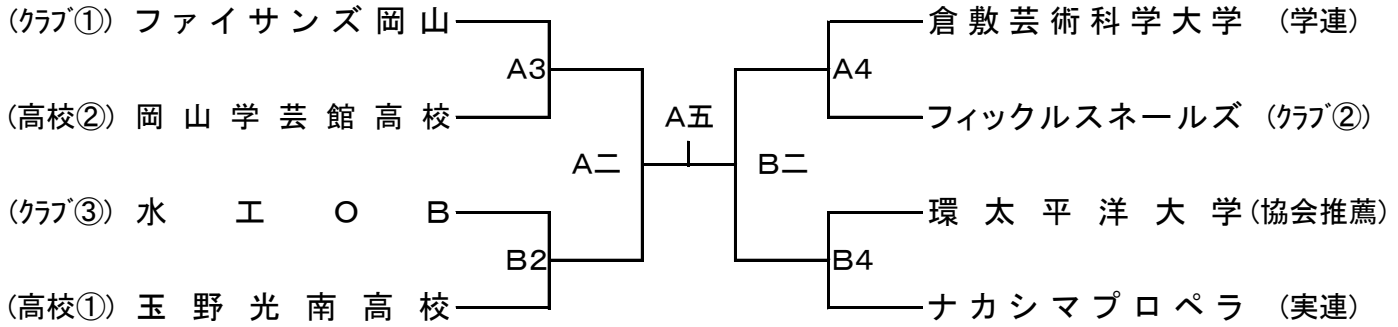 (ｸﾗﾌﾞ①) ファイサンズ岡山
A3
(高校②) 岡山学芸館高校
A二
(ｸﾗﾌﾞ③) 水工OB
B2
(高校①) 玉野光南高校
A五
倉敷芸術科学大学 (学連)
A4
フィックルスネールズ (ｸﾗﾌﾞ②)
B二
環太平洋大学(協会推薦)
B4
ナカシマプロペラ (実連)